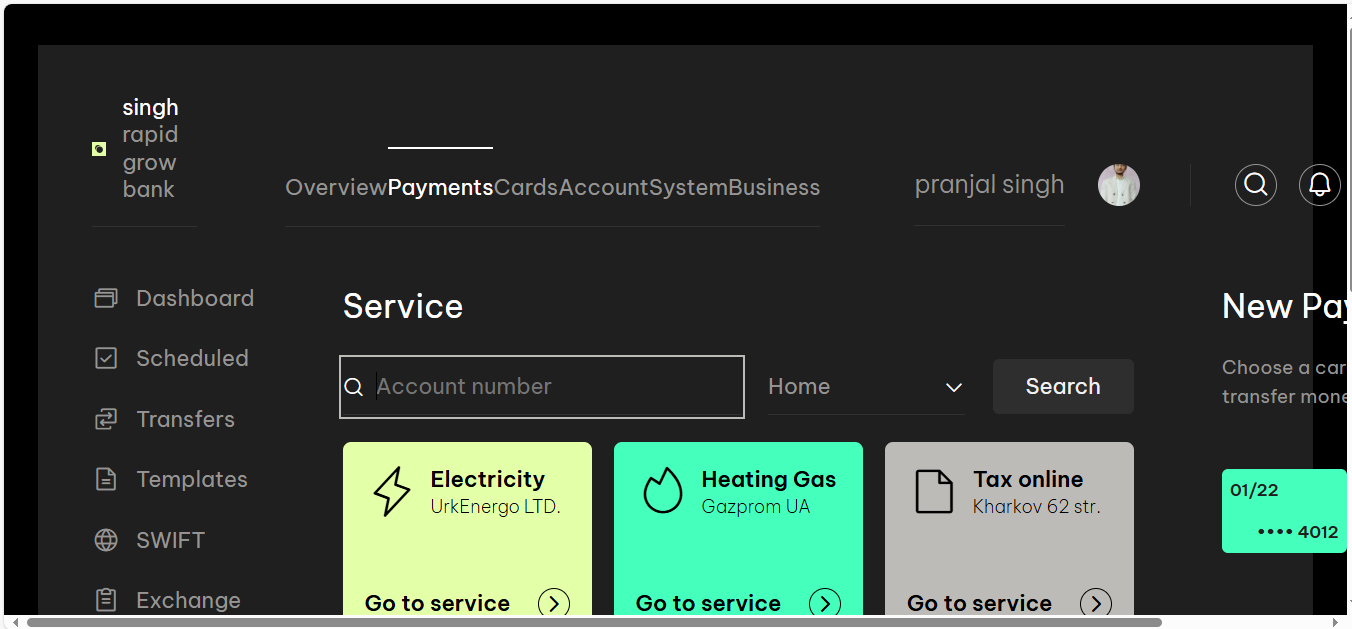 singh
rapid
grow
bank
Overview Payments Cards Account System Business
pranjal singh
Dashboard
Scheduled
Transfers
Templates
SWIFT
Exchange
Service
Account number
Home
Search
Electricity
UrkEnergo LTD.
Go to service
Heating Gas
Gazprom UA
Go to service
Tax online
Kharkov 62 str.
Go to service
New Pay
Choose a car
transfer mone
01/22
•••• 4012